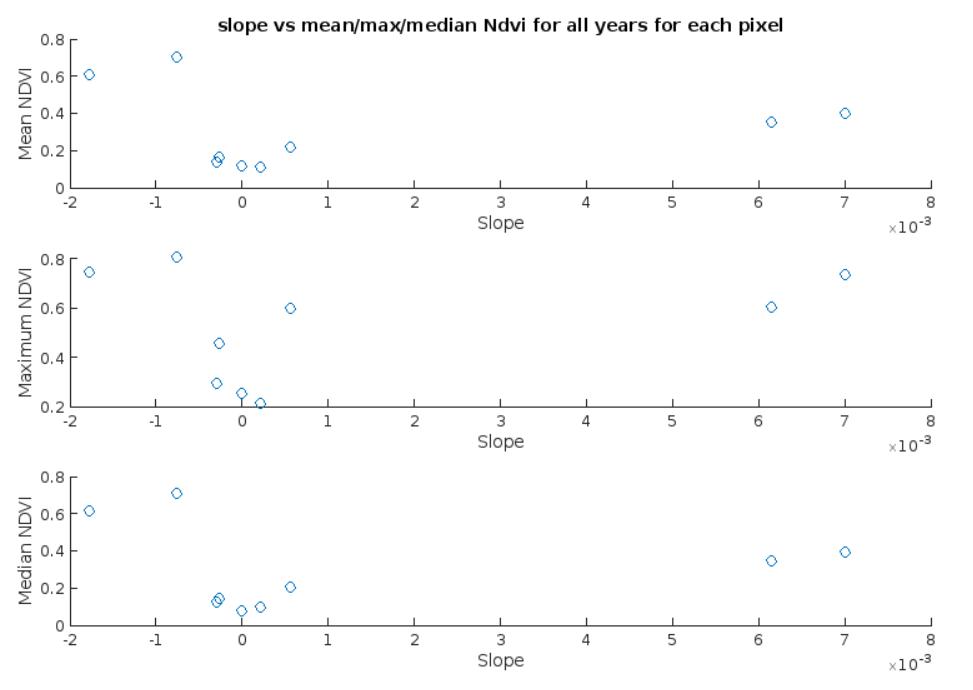 slope vs mean/max/median Ndvi for all years for each pixel
0.8
0.6
0.4
0.2
0
Mean NDVI
-2 -1 0 1 2 3 4 5 6 7 8
Slope
×10-3
0.8
0.6
0.4
0.2
Maximum NDVI
-2 -1 0 1 2 3 4 5 6 7 8
Slope
×10-3
0.8
0.6
0.4
0.2
0
Median NDVI
-2 -1 0 1 2 3 4 5 6 7 8
Slope
×10-3